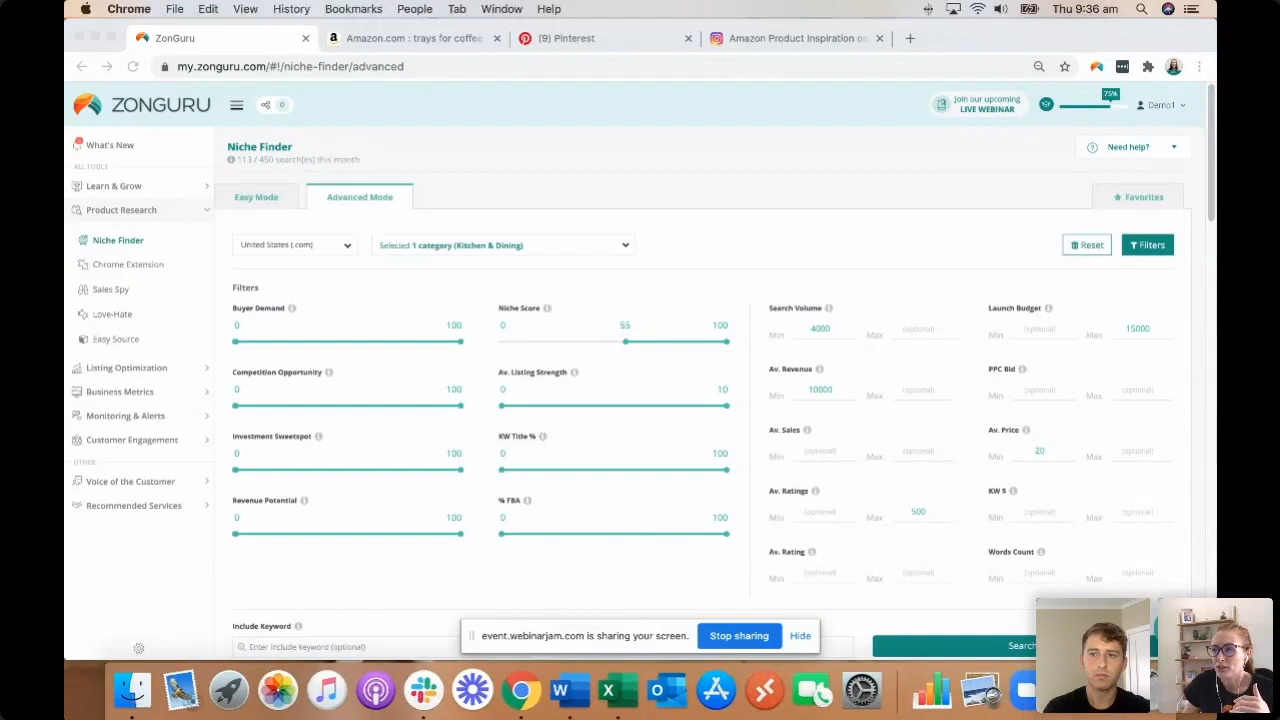 Chrome File Edit View History Bookmarks People Tab Window Help Thu 9:36 am
ZonGuru
Amazon.com : trays for coffee
(9) Pinterest
Amazon Product Inspiration on
my.zonguru.com/#!/niche-finder/advanced
ZONGURU
0
Join our upcoming
LIVE WEBINAR
75%
Demo1
What's New
ALL TOOLS
Learn & Grow
Product Research
Niche Finder
Chrome Extension
Sales Spy
Love-Hate
Easy Source
Listing Optimization
Business Metrics
Monitoring & Alerts
Customer Engagement
OTHER
Voice of the Customer
Recommended Services
Niche Finder
113 / 450 search(es) this month
Need help?
Easy Mode
Advanced Mode
Favorites
United States (.com)
Selected 1 category (Kitchen & Dining)
Reset
Filters
Filters
Buyer Demand
0 100
Competition Opportunity
0 100
Investment Sweetspot
0 100
Revenue Potential
0 100
Niche Score
0 55 100
Av. Listing Strength
0 10
KW Title %
0 100
% FBA
0 100
Search Volume
Min 4000 Max (optional)
Av. Revenue
Min 10000 Max (optional)
Av. Sales
Min (optional) Max (optional)
Av. Ratings
Min (optional) Max 500
Av. Rating
Min (optional) Max (optional)
Launch Budget
Min (optional) Max 15000
PPC Bid
Min (optional) Max (optional)
Av. Price
Min 20 Max (optional)
KW $
Min (optional) Max (optional)
Words Count
Min (optional) Max (optional)
Include Keyword
Enter include keyword (optional)
Search
event.webinarjam.com is sharing your screen.
Stop sharing
Hide